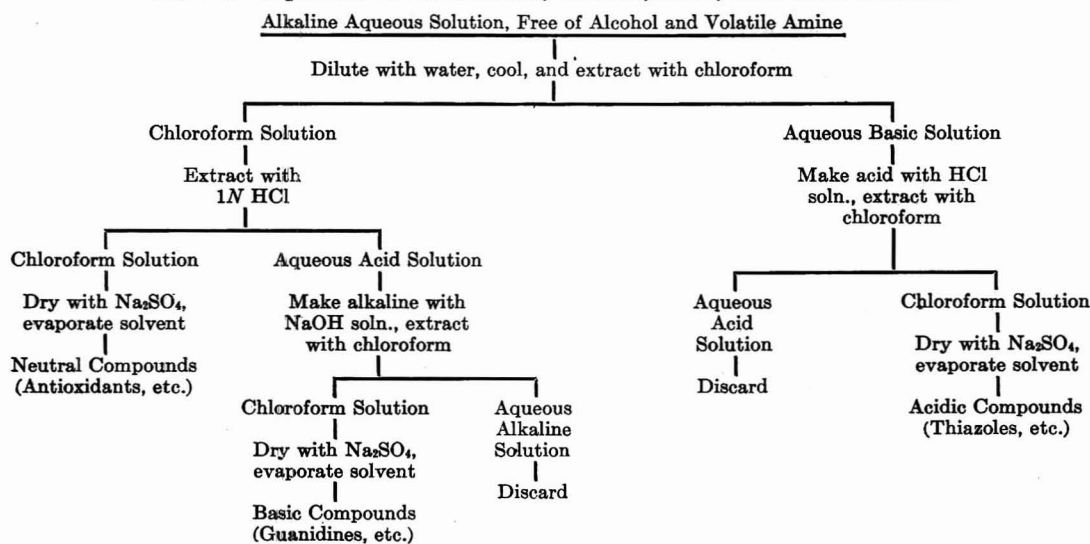 Alkaline Aqueous Solution, Free of Alcohol and Volatile Amine
Dilute with water, cool, and extract with chloroform
Chloroform Solution
Extract with
1N HCl
Chloroform Solution
Dry with Na₂SO₄,
evaporate solvent
Neutral Compounds
(Antioxidants, etc.)
Aqueous Acid Solution
Make alkaline with
NaOH soln., extract
with chloroform
Chloroform Solution
Dry with Na₂SO₄,
evaporate solvent
Basic Compounds
(Guanidines, etc.)
Aqueous
Alkaline
Solution
Discard
Aqueous Basic Solution
Make acid with HCl
soln., extract with
chloroform
Aqueous
Acid
Solution
Discard
Chloroform Solution
Dry with Na₂SO₄,
evaporate solvent
Acidic Compounds
(Thiazoles, etc.)